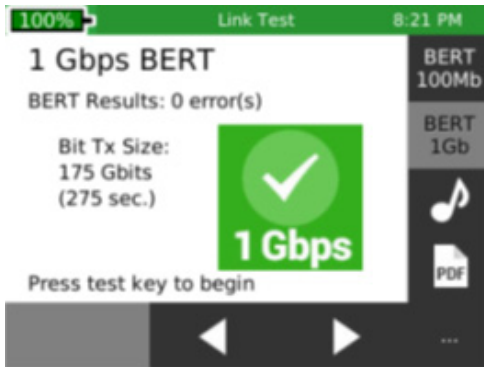 100%
Link Test
8:21 PM
1 Gbps BERT
BERT Results: 0 error(s)
Bit Tx Size:
175 Gbits
(275 sec.)
1 Gbps
Press test key to begin
BERT
100Mb
BERT
1Gb
PDF
...